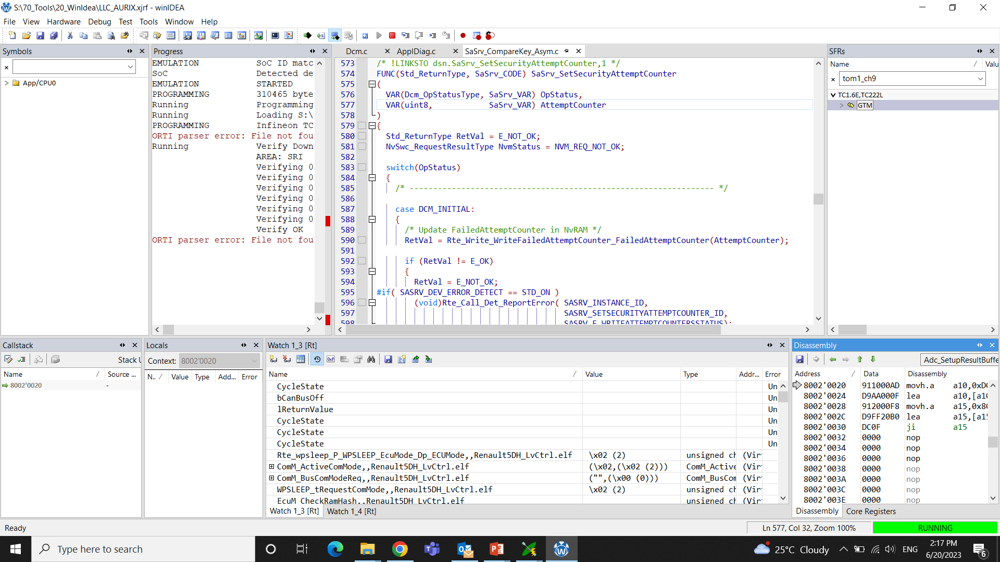 S:\70_Tools\20_WinIdea\LLC_AURIX.xjrf - winIDEA
File View Hardware Debug Test Tools Window Help
Symbols
App/CPU0
Progress
EMULATION SoC ID matc
SoC Detected de
EMULATION STARTED
PROGRAMMING 310465 byte
Running Programming
Running Loading S:\
PROGRAMMING Infineon TC
ORTI parser error: File not fou
Running Verify Down
AREA: SRI
Verifying 0
Verifying 0
Verifying 0
Verifying 0
Verifying 0
Verifying 0
Verify OK
ORTI parser error: File not fou
Dcm.c ApplDiag.c SaSrv_CompareKey_Asym.c
573 /* !LINKSTO dsn.SaSrv_SetSecurityAttemptCounter,1 */
574 FUNC(Std_ReturnType, SaSrv_CODE) SaSrv_SetSecurityAttemptCounter
575 (
576 VAR(Dcm_OpStatusType, SaSrv_VAR) OpStatus,
577 VAR(uint8, SaSrv_VAR) AttemptCounter
578 )
579 {
580 Std_ReturnType RetVal = E_NOT_OK;
581 NvSwc_RequestResultType NvmStatus = NVM_REQ_NOT_OK;
582
583 switch(OpStatus)
584 {
585 /* ----------------------------------------------------------------- */
586
587 case DCM_INITIAL:
588 {
589 /* Update FailedAttemptCounter in NvRAM */
590 RetVal = Rte_Write_WriteFailedAttemptCounter_FailedAttemptCounter(AttemptCounter);
591
592 if (RetVal != E_OK)
593 {
594 RetVal = E_NOT_OK;
595 #if( SASRV_DEV_ERROR_DETECT == STD_ON )
596 (void)Rte_Call_Det_ReportError( SASRV_INSTANCE_ID,
597 SASRV_SETSECURITYATTEMPTCOUNTER_ID,
598 SASRV_E_WRITEATTEMPTCOUNTERSSTATUS);
SFRs
Name / Valu
tom1_ch9
TC1.6E,TC222L
GTM
Callstack
Stack U
Name / Source ...
8002'0020 -
Locals
Context: 8002'0020
N.. / Value Type Add... Error
Watch 1_3 [Rt]
Name / Value Type Addr... Error
CycleState Un
bCanBusOff Un
lReturnValue Un
CycleState Un
CycleState Un
CycleState Un
Rte_wpsleep_P_WPSLEEP_EcuMode_Dp_ECUMode,,Renault5DH_LvCtrl.elf \x02 (2) unsigned ch (Vir
ComM_ActiveComMode,,Renault5DH_LvCtrl.elf (\x02,(\x02 (2))) ComM_Active (Vir
ComM_BusComModeReq,,Renault5DH_LvCtrl.elf ("",(\x00 (0))) ComM_BusCom (Vir
WPSLEEP_tRequestComMode,,Renault5DH_LvCtrl.elf \x02 (2) unsigned ch (Vir
EcuM_CheckRamHash,,Renault5DH_LvCtrl.elf unsigned ch (Vir
Watch 1_3 [Rt] Watch 1_4 [Rt]
Disassembly
Adc_SetupResultBuffe
Address / Data Disassembly
8002'0020 911000AD movh.a a10,0xD0
8002'0024 D9AA000F lea a10,[a10
8002'0028 912000F8 movh.a a15,0x80
8002'002C D9FF20B0 lea a15,[a15
8002'0030 DC0F ji a15
8002'0032 0000 nop
8002'0034 0000 nop
8002'0036 0000 nop
8002'0038 0000 nop
8002'003A 0000 nop
8002'003C 0000 nop
8002'003E 0000 nop
Disassembly Core Registers
Ready Ln 577, Col 32, Zoom 100% RUNNING
Type here to search
25°C Cloudy
ENG
2:17 PM
6/20/2023
6